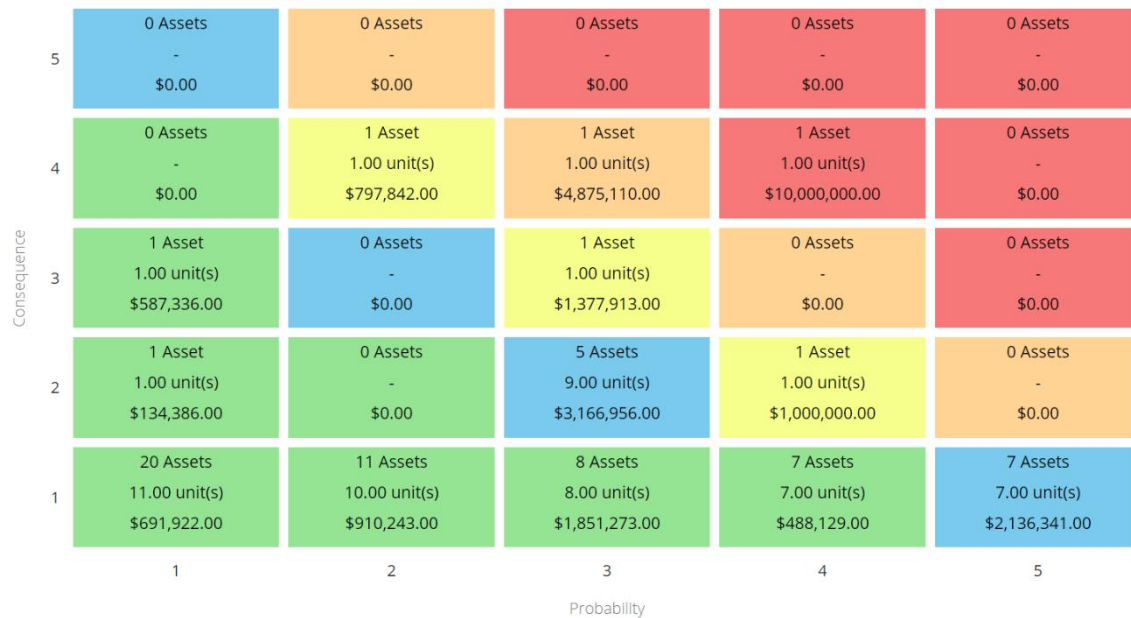 0 Assets
-
$0.00
0 Assets
-
$0.00
0 Assets
-
$0.00
0 Assets
-
$0.00
0 Assets
-
$0.00
5
0 Assets
-
$0.00
1 Asset
1.00 unit(s)
$797,842.00
1 Asset
1.00 unit(s)
$4,875,110.00
1 Asset
1.00 unit(s)
$10,000,000.00
0 Assets
-
$0.00
4
Consequence
1 Asset
1.00 unit(s)
$587,336.00
0 Assets
-
$0.00
1 Asset
1.00 unit(s)
$1,377,913.00
0 Assets
-
$0.00
0 Assets
-
$0.00
3
1 Asset
1.00 unit(s)
$134,386.00
0 Assets
-
$0.00
5 Assets
9.00 unit(s)
$3,166,956.00
1 Asset
1.00 unit(s)
$1,000,000.00
0 Assets
-
$0.00
2
20 Assets
11.00 unit(s)
$691,922.00
11 Assets
10.00 unit(s)
$910,243.00
8 Assets
8.00 unit(s)
$1,851,273.00
7 Assets
7.00 unit(s)
$488,129.00
7 Assets
7.00 unit(s)
$2,136,341.00
1
1 2 3 4 5
Probability